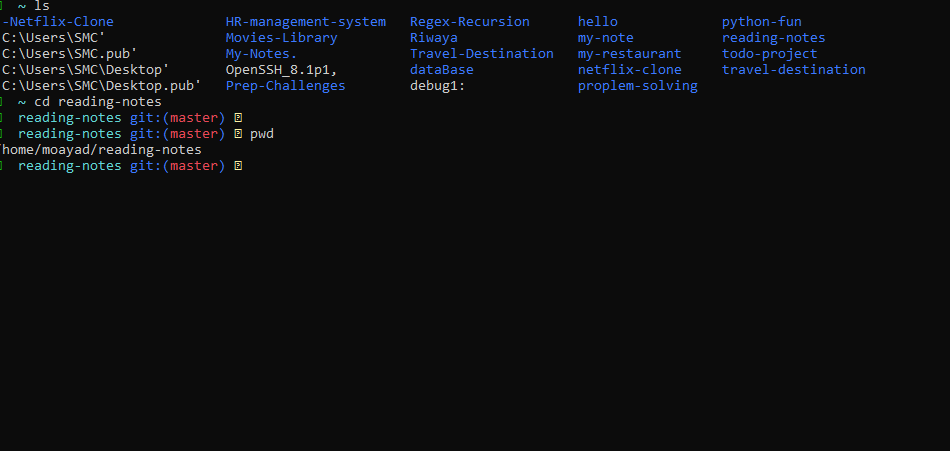 ~ ls
-Netflix-Clone HR-management-system Regex-Recursion hello python-fun
C:\Users\SMC' Movies-Library Riwaya my-note reading-notes
C:\Users\SMC.pub' My-Notes. Travel-Destination my-restaurant todo-project
C:\Users\SMC\Desktop' OpenSSH_8.1p1, dataBase netflix-clone travel-destination
C:\Users\SMC\Desktop.pub' Prep-Challenges debug1: proplem-solving
~ cd reading-notes
reading-notes git:(master)
reading-notes git:(master) pwd
/home/moayad/reading-notes
reading-notes git:(master)